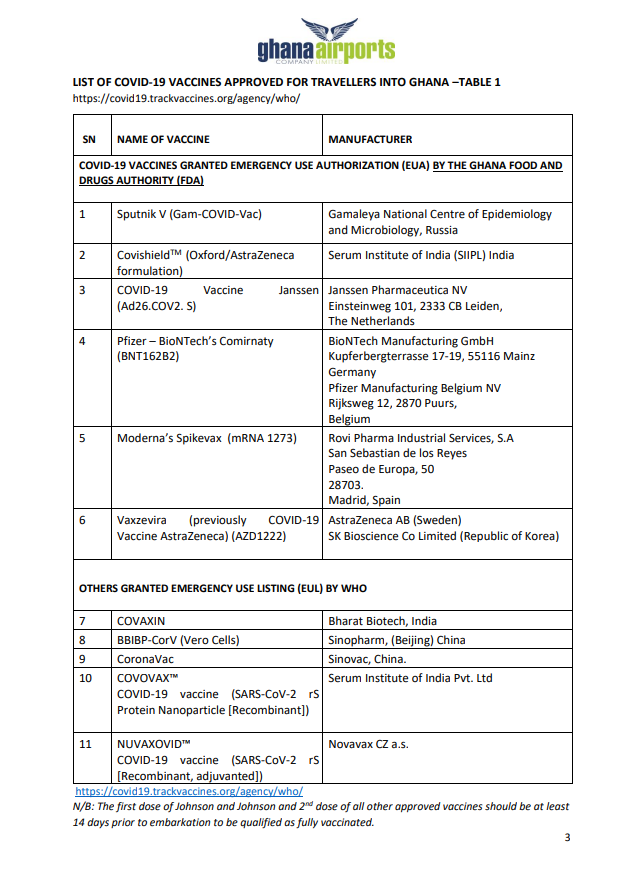 ghana airports
COMPANY LIMITED
LIST OF COVID-19 VACCINES APPROVED FOR TRAVELLERS INTO GHANA –TABLE 1
https://covid19.trackvaccines.org/agency/who/
SN NAME OF VACCINE MANUFACTURER
COVID-19 VACCINES GRANTED EMERGENCY USE AUTHORIZATION (EUA) BY THE GHANA FOOD AND
DRUGS AUTHORITY (FDA)
1 Sputnik V (Gam-COVID-Vac) Gamaleya National Centre of Epidemiology
and Microbiology, Russia
2 Covishield™ (Oxford/AstraZeneca Serum Institute of India (SIIPL) India
formulation)
3 COVID-19 Vaccine Janssen Janssen Pharmaceutica NV
(Ad26.COV2. S) Einsteinweg 101, 2333 CB Leiden,
The Netherlands
4 Pfizer – BioNTech’s Comirnaty BioNTech Manufacturing GmbH
(BNT162B2) Kupferbergterrasse 17-19, 55116 Mainz
Germany
Pfizer Manufacturing Belgium NV
Rijksweg 12, 2870 Puurs,
Belgium
5 Moderna’s Spikevax (mRNA 1273) Rovi Pharma Industrial Services, S.A
San Sebastian de los Reyes
Paseo de Europa, 50
28703.
Madrid, Spain
6 Vaxzevira (previously COVID-19 AstraZeneca AB (Sweden)
Vaccine AstraZeneca) (AZD1222) SK Bioscience Co Limited (Republic of Korea)
OTHERS GRANTED EMERGENCY USE LISTING (EUL) BY WHO
7 COVAXIN Bharat Biotech, India
8 BBIBP-CorV (Vero Cells) Sinopharm, (Beijing) China
9 CoronaVac Sinovac, China.
10 COVOVAX™ Serum Institute of India Pvt. Ltd
COVID-19 vaccine (SARS-CoV-2 rS
Protein Nanoparticle [Recombinant])
11 NUVAXOVID™ Novavax CZ a.s.
COVID-19 vaccine (SARS-CoV-2 rS
[Recombinant, adjuvanted])
https://covid19.trackvaccines.org/agency/who/
N/B: The first dose of Johnson and Johnson and 2nd dose of all other approved vaccines should be at least
14 days prior to embarkation to be qualified as fully vaccinated.
3